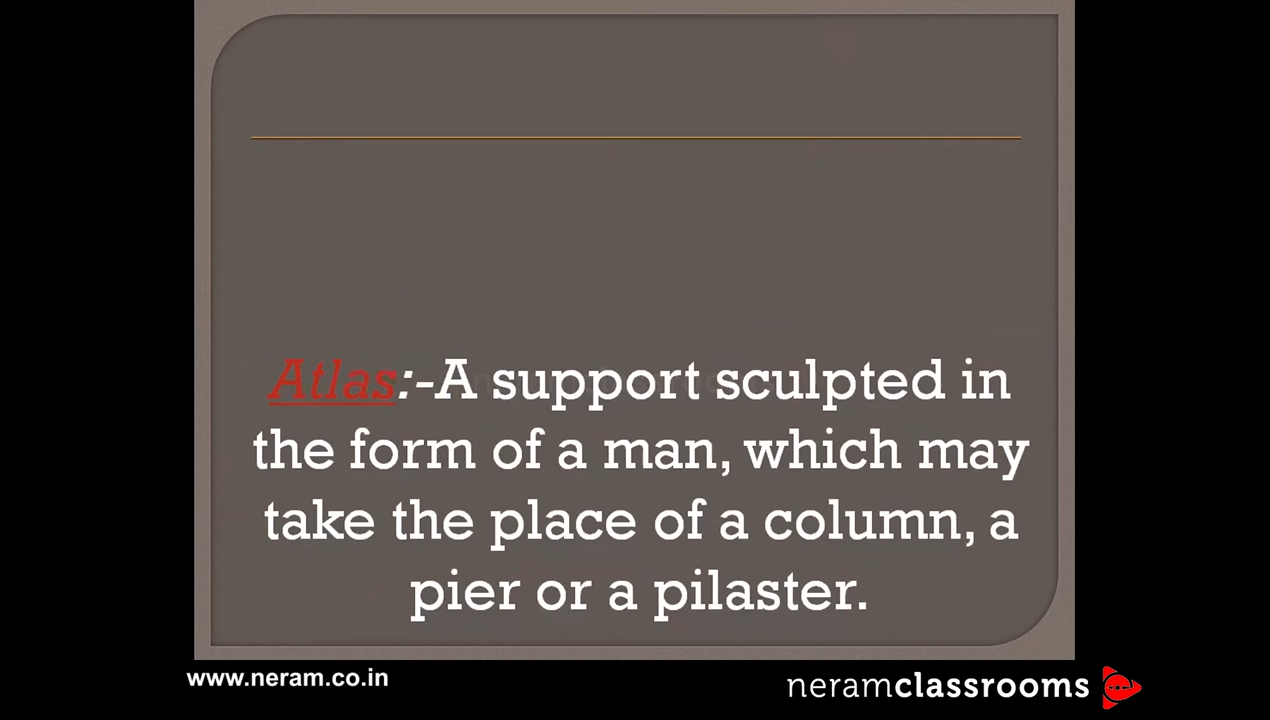 Atlas:-A support sculpted in
the form of a man, which may
take the place of a column, a
pier or a pilaster.
www.neram.co.in
neramclassrooms